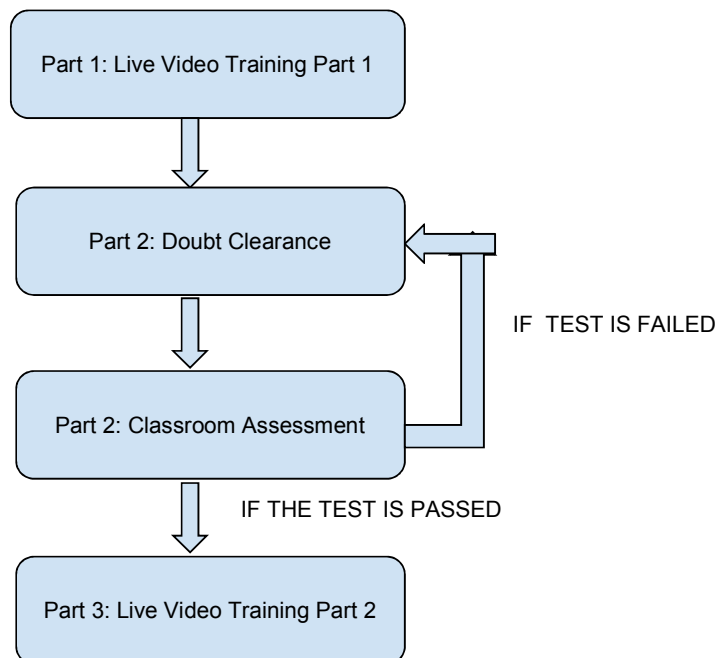 Part 1: Live Video Training Part 1
Part 2: Doubt Clearance
IF TEST IS FAILED
Part 2: Classroom Assessment
IF THE TEST IS PASSED
Part 3: Live Video Training Part 2